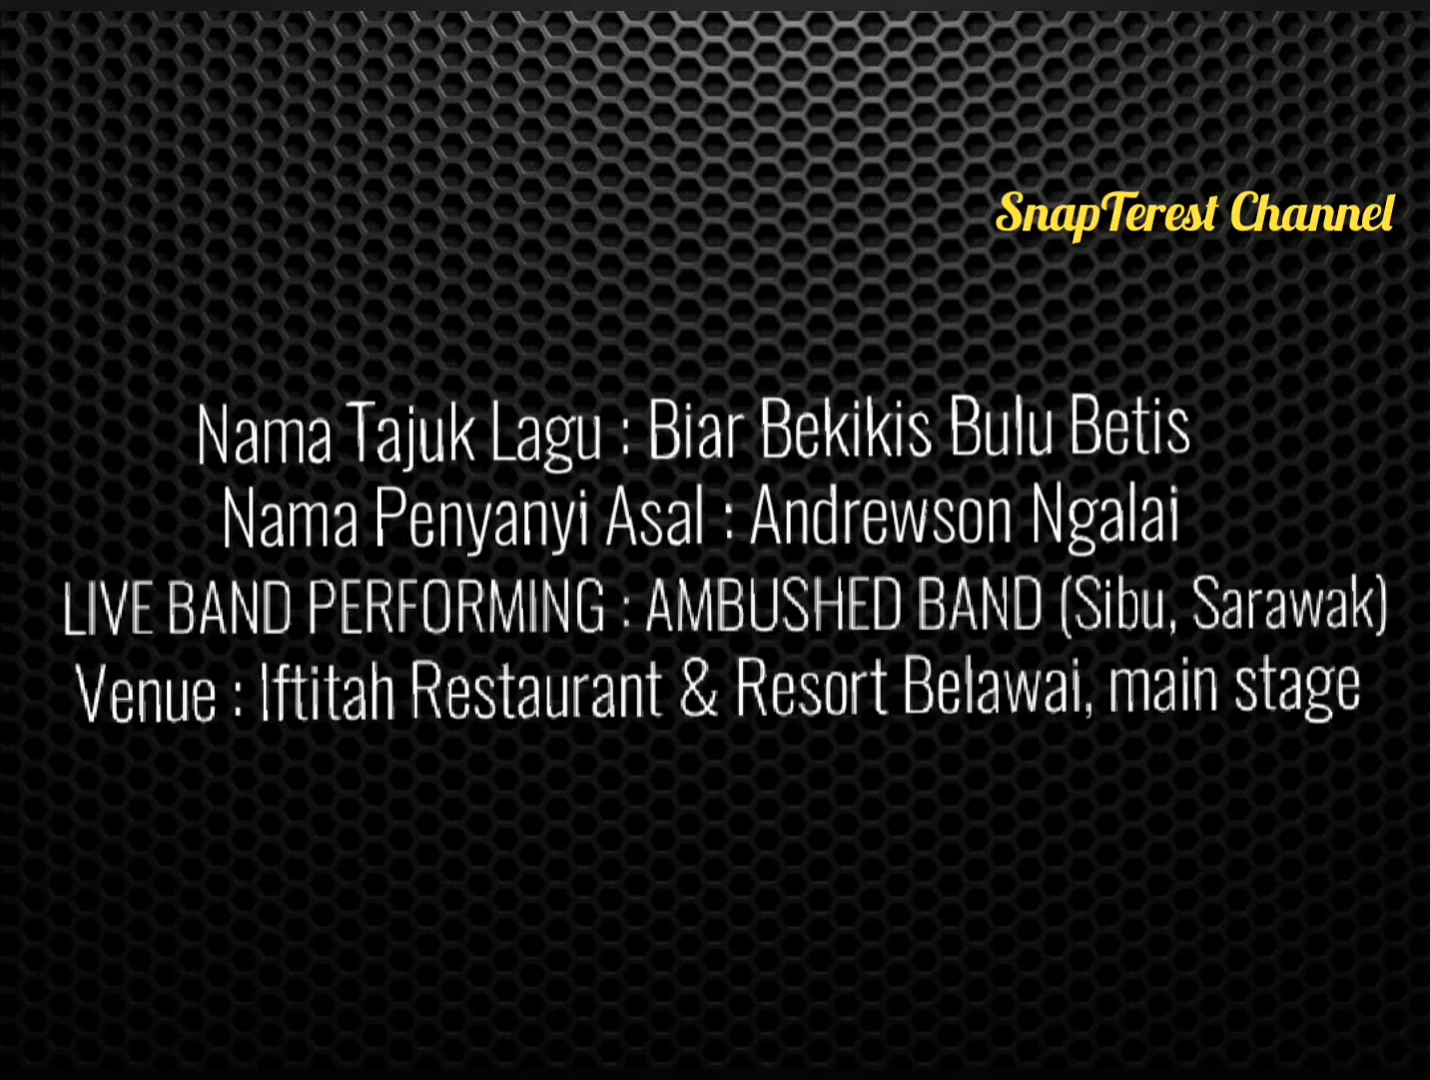 SnapTerest Channel
Nama Tajuk Lagu : Biar Bekikis Bulu Betis
Nama Penyanyi Asal : Andrewson Ngalai
LIVE BAND PERFORMING : AMBUSHED BAND (Sibu, Sarawak)
Venue : Iftitah Restaurant & Resort Belawai, main stage